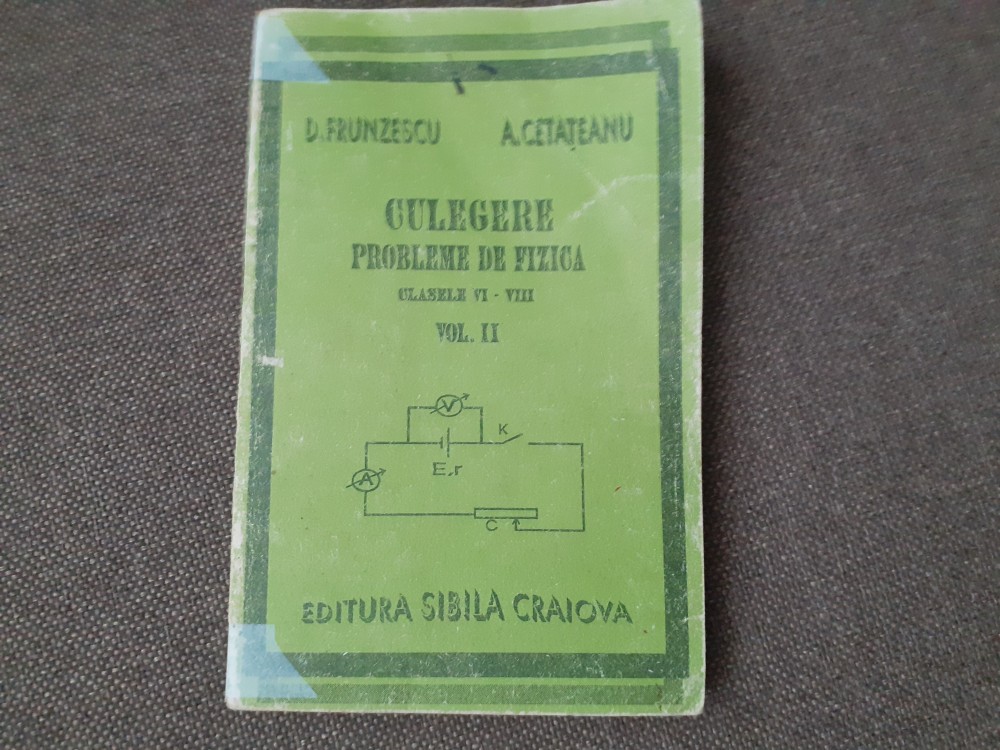 D.FRUNZESCU A.CETAȚEANU
CULEGERE
PROBLEME DE FIZICA
CLASELE VI - VIII
VOL. II
V
K
E,r
A
C
EDITURA SIBILA CRAIOVA